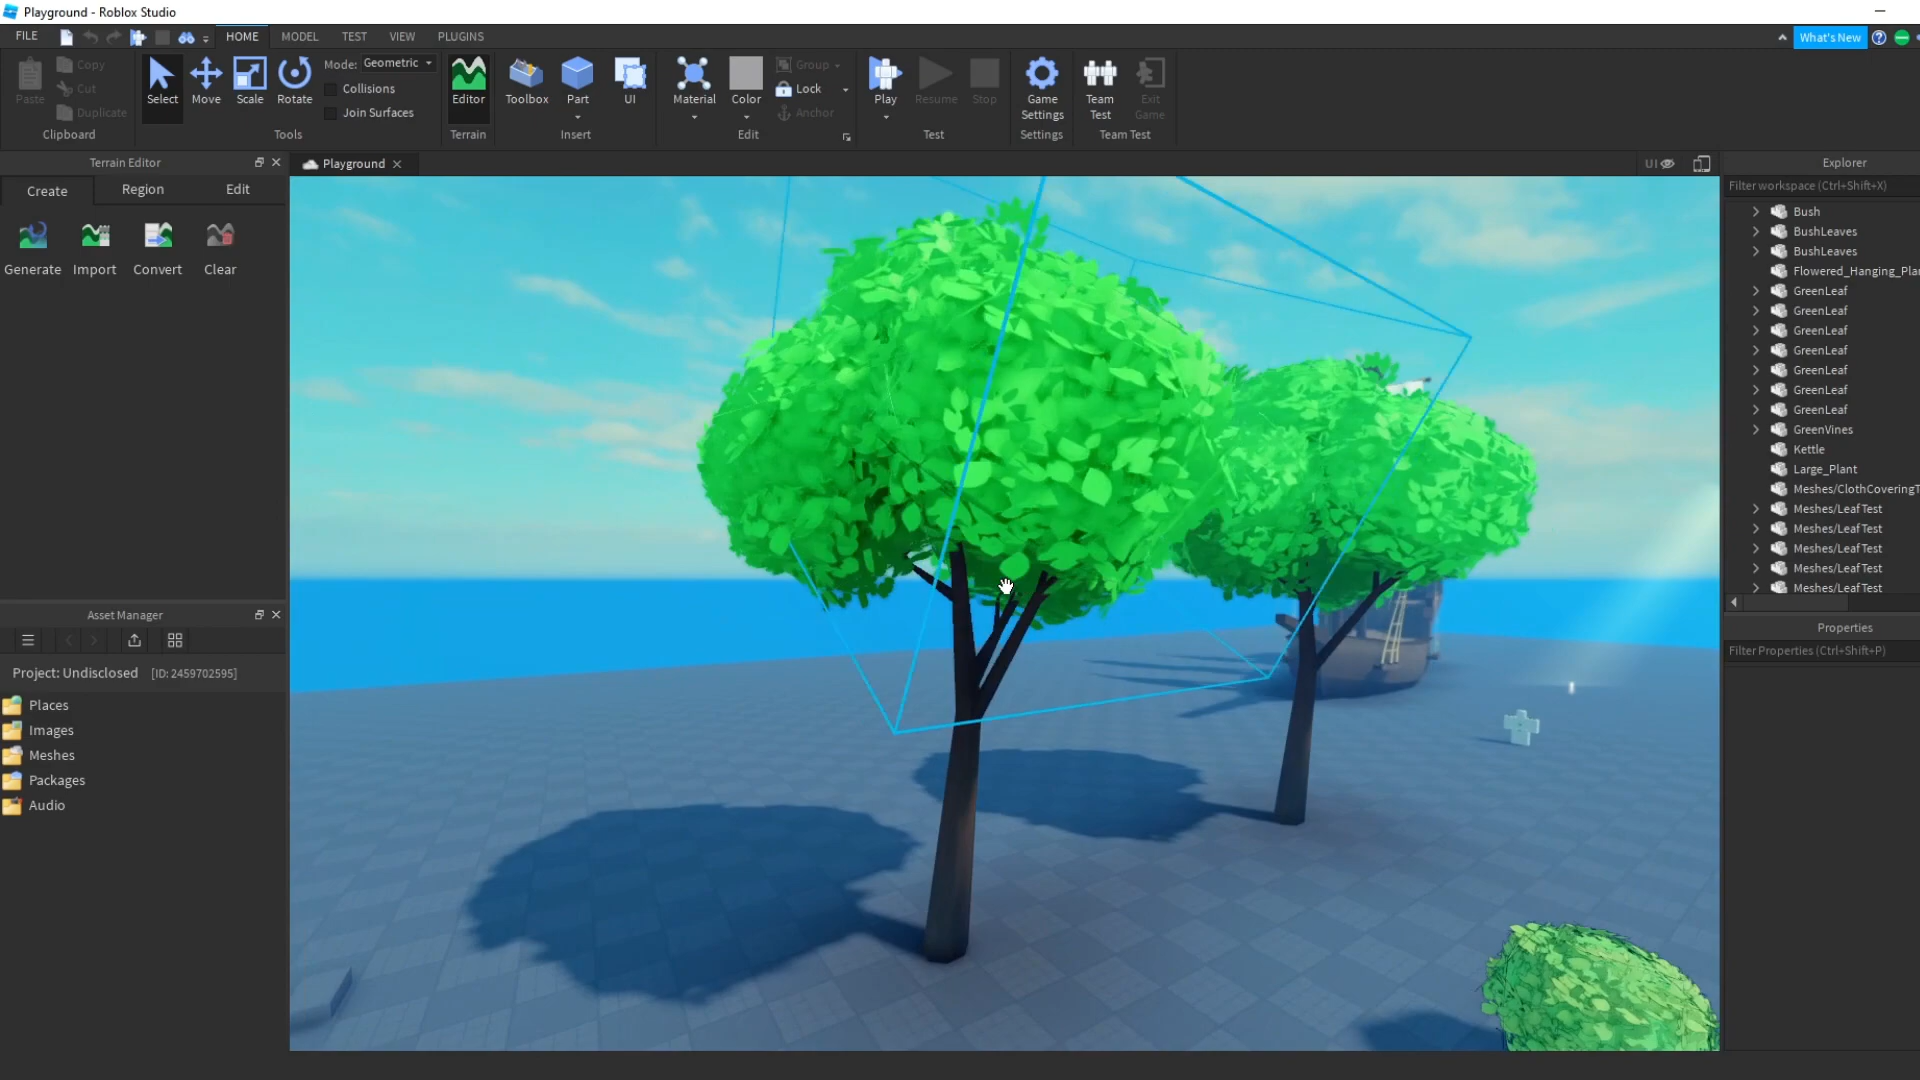 Playground - Roblox Studio
FILE HOME MODEL TEST VIEW PLUGINS What's New
Paste Copy Cut Duplicate
Clipboard
Select Move Scale Rotate
Mode: Geometric
Collisions
Join Surfaces
Tools
Editor
Terrain
Toolbox Part UI
Insert
Material Color Group Lock Anchor
Edit
Play Resume Stop
Test
Game Settings
Settings
Team Test Exit Game
Team Test
Terrain Editor
Create Region Edit
Generate Import Convert Clear
Playground
UI
Explorer
Filter workspace (Ctrl+Shift+X)
Bush
BushLeaves
BushLeaves
Flowered_Hanging_Pla
GreenLeaf
GreenLeaf
GreenLeaf
GreenLeaf
GreenLeaf
GreenLeaf
GreenLeaf
GreenVines
Kettle
Large_Plant
Meshes/ClothCoveringT
Meshes/LeafTest
Meshes/LeafTest
Meshes/LeafTest
Meshes/LeafTest
Meshes/LeafTest
Properties
Filter Properties (Ctrl+Shift+P)
Asset Manager
Project: Undisclosed [ID: 2459702595]
Places
Images
Meshes
Packages
Audio